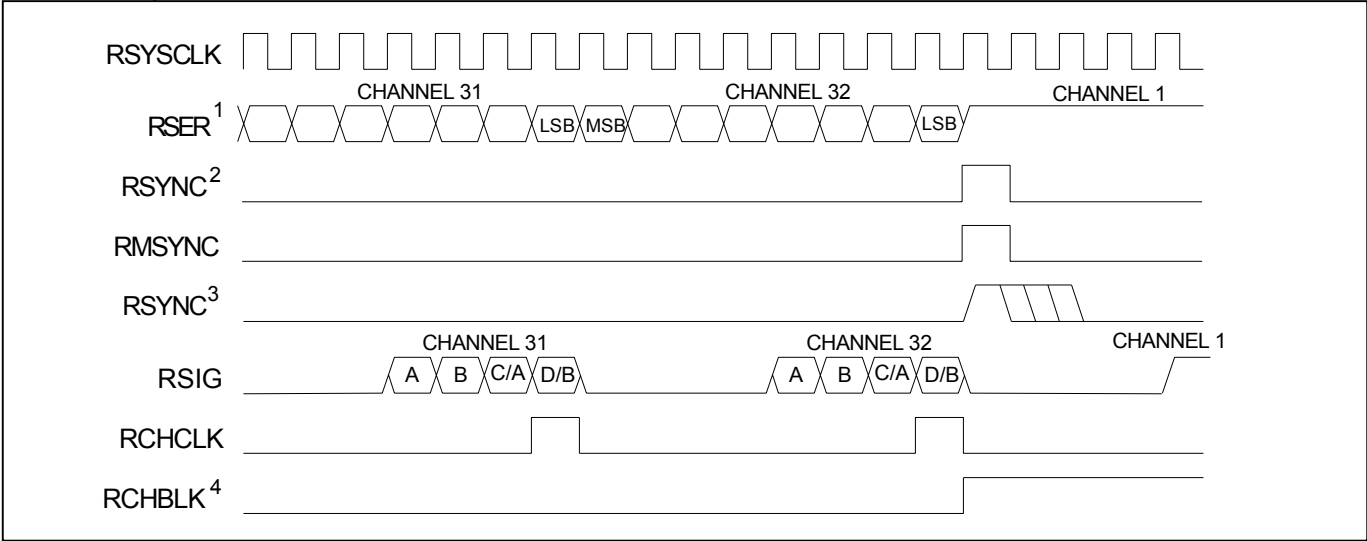 RSYSCLK
CHANNEL 31 CHANNEL 32 CHANNEL 1
RSER1 LSB MSB LSB
RSYNC2
RMSYNC
RSYNC3
CHANNEL 31 CHANNEL 32 CHANNEL 1
RSIG A B C/A D/B A B C/A D/B
RCHCLK
RCHBLK4